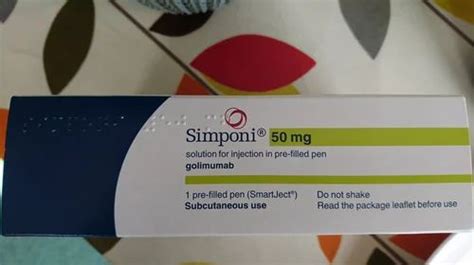 Simponi® 50 mg
solution for injection in pre-filled pen
golimumab
1 pre-filled pen (SmartJect®) Do not shake
Subcutaneous use Read the package leaflet before use